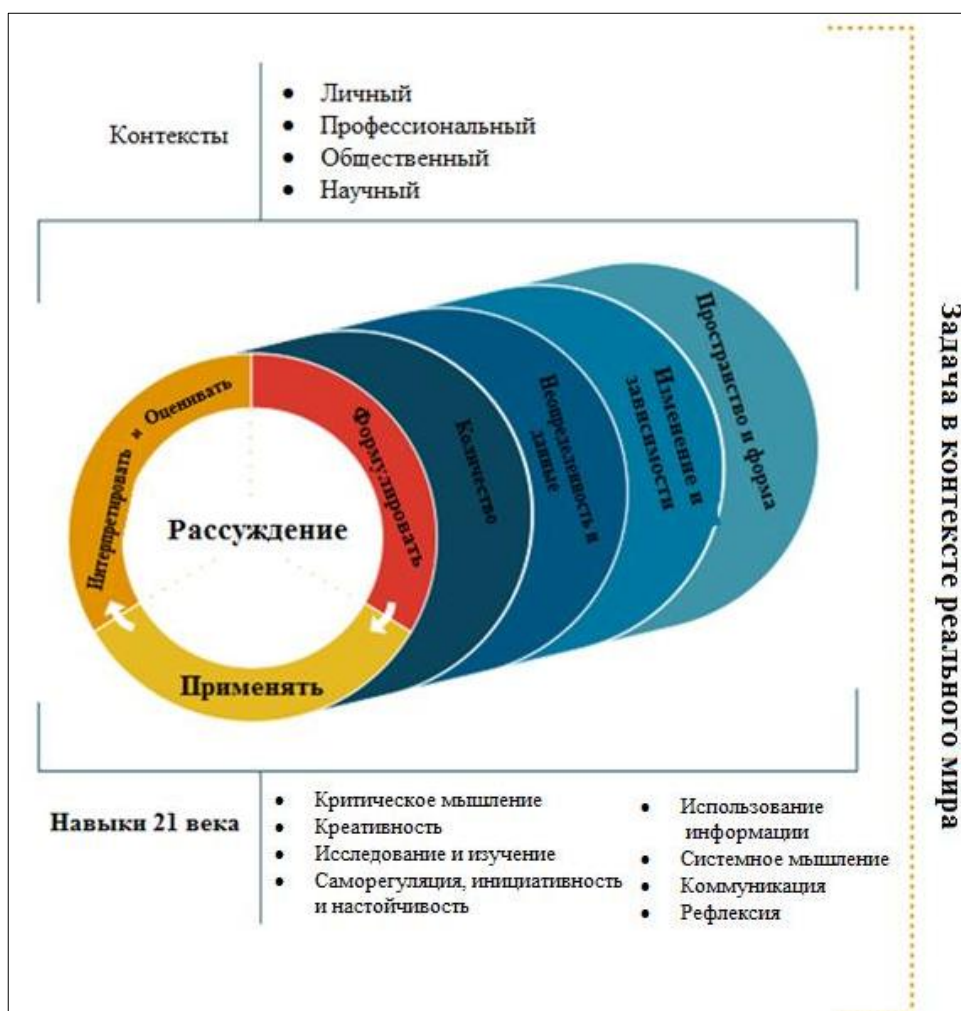 Контексты
• Личный
• Профессиональный
• Общественный
• Научный
Интерпретировать и Оценивать
Формулировать
Применять
Рассуждение
Количество
Неопределенность и
данные
Изменение и
зависимости
Пространство и форма
Задача в контексте реального мира
Навыки 21 века
• Критическое мышление
• Креативность
• Исследование и изучение
• Саморегуляция, инициативность
и настойчивость
• Использование
информации
• Системное мышление
• Коммуникация
• Рефлексия